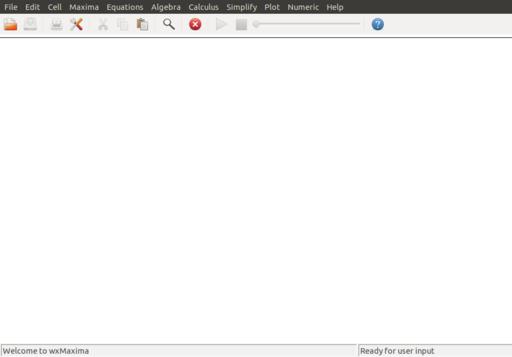 File Edit Cell Maxima Equations Algebra Calculus Simplify Plot Numeric Help
?
Welcome to wxMaxima Ready for user input